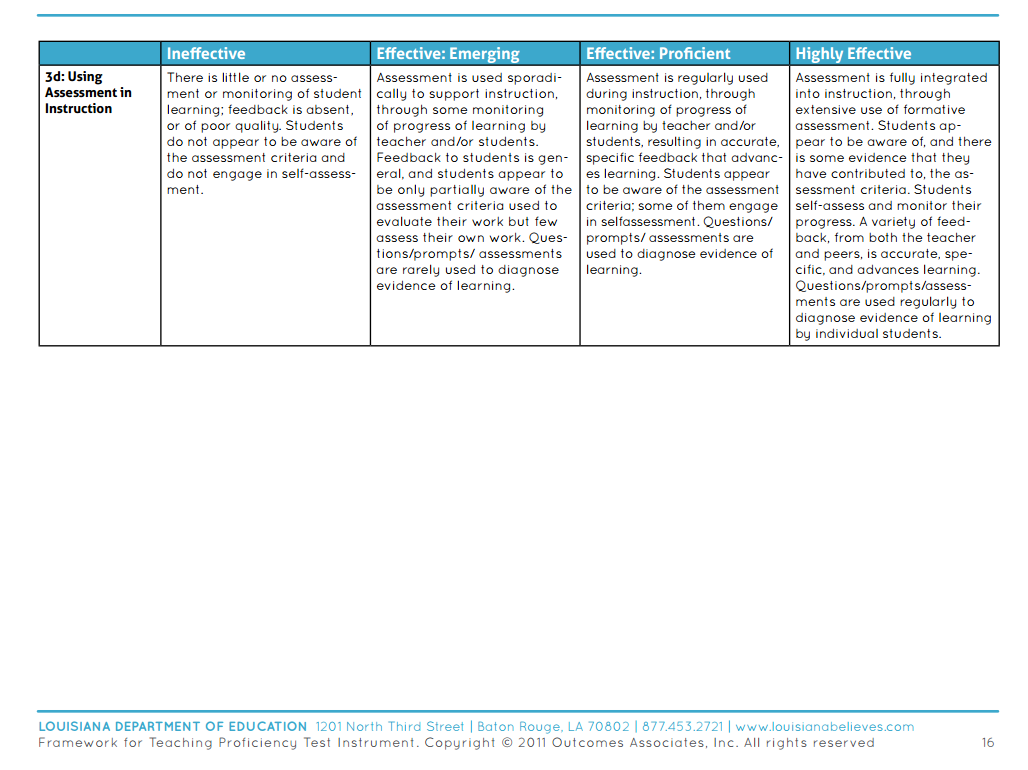 Ineffective
Effective: Emerging
Effective: Proficient
Highly Effective
3d: Using
Assessment in
Instruction
There is little or no assess-
ment or monitoring of student
learning; feedback is absent,
or of poor quality. Students
do not appear to be aware of
the assessment criteria and
do not engage in self-assess-
ment.
Assessment is used sporadi-
cally to support instruction,
through some monitoring
of progress of learning by
teacher and/or students.
Feedback to students is gen-
eral, and students appear to
be only partially aware of the
assessment criteria used to
evaluate their work but few
assess their own work. Ques-
tions/prompts/ assessments
are rarely used to diagnose
evidence of learning.
Assessment is regularly used
during instruction, through
monitoring of progress of
learning by teacher and/or
students, resulting in accurate,
specific feedback that advanc-
es learning. Students appear
to be aware of the assessment
criteria; some of them engage
in selfassessment. Questions/
prompts/ assessments are
used to diagnose evidence of
learning.
Assessment is fully integrated
into instruction, through
extensive use of formative
assessment. Students ap-
pear to be aware of, and there
is some evidence that they
have contributed to, the as-
sessment criteria. Students
self-assess and monitor their
progress. A variety of feed-
back, from both the teacher
and peers, is accurate, spe-
cific, and advances learning.
Questions/prompts/assess-
ments are used regularly to
diagnose evidence of learning
by individual students.
LOUISIANA DEPARTMENT OF EDUCATION 1201 North Third Street | Baton Rouge, LA 70802 | 877.453.2721 | www.louisianabelieves.com
Framework for Teaching Proficiency Test Instrument. Copyright © 2011 Outcomes Associates, Inc. All rights reserved 16